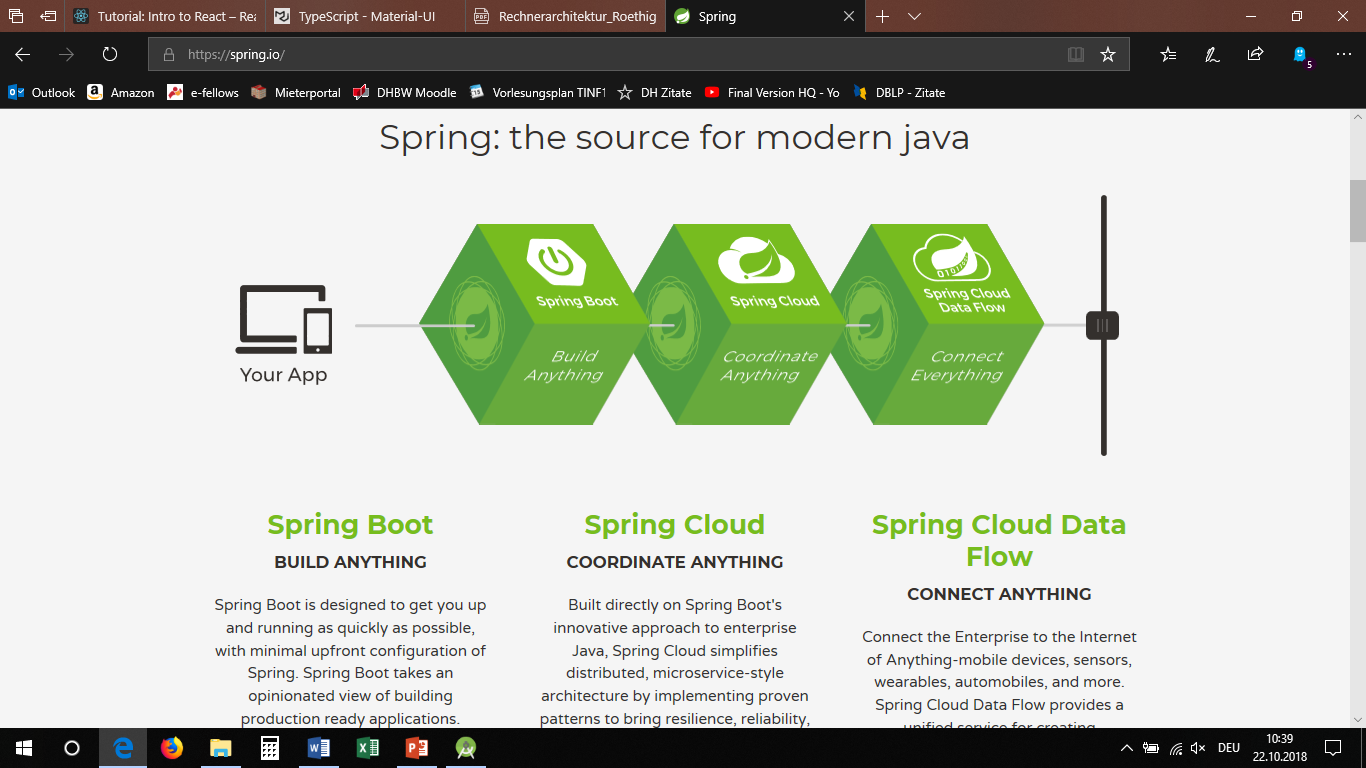 Tutorial: Intro to React – Rea
TypeScript - Material-UI
Rechnerarchitektur_Roethig
Spring
https://spring.io/
5
Outlook
Amazon
e-fellows
Mieterportal
DHBW Moodle
Vorlesungsplan TINF1
DH Zitate
Final Version HQ - Yo
DBLP - Zitate
Spring: the source for modern java
Your App
Spring Boot
Build
Anything
Spring Cloud
Coordinate
Anything
Spring Cloud
Data Flow
Connect
Everything
Spring Boot
BUILD ANYTHING
Spring Boot is designed to get you up
and running as quickly as possible,
with minimal upfront configuration of
Spring. Spring Boot takes an
opinionated view of building
production ready applications.
Spring Cloud
COORDINATE ANYTHING
Built directly on Spring Boot's
innovative approach to enterprise
Java, Spring Cloud simplifies
distributed, microservice-style
architecture by implementing proven
patterns to bring resilience, reliability,
Spring Cloud Data
Flow
CONNECT ANYTHING
Connect the Enterprise to the Internet
of Anything-mobile devices, sensors,
wearables, automobiles, and more.
Spring Cloud Data Flow provides a
unified service for creating
DEU
10:39
22.10.2018